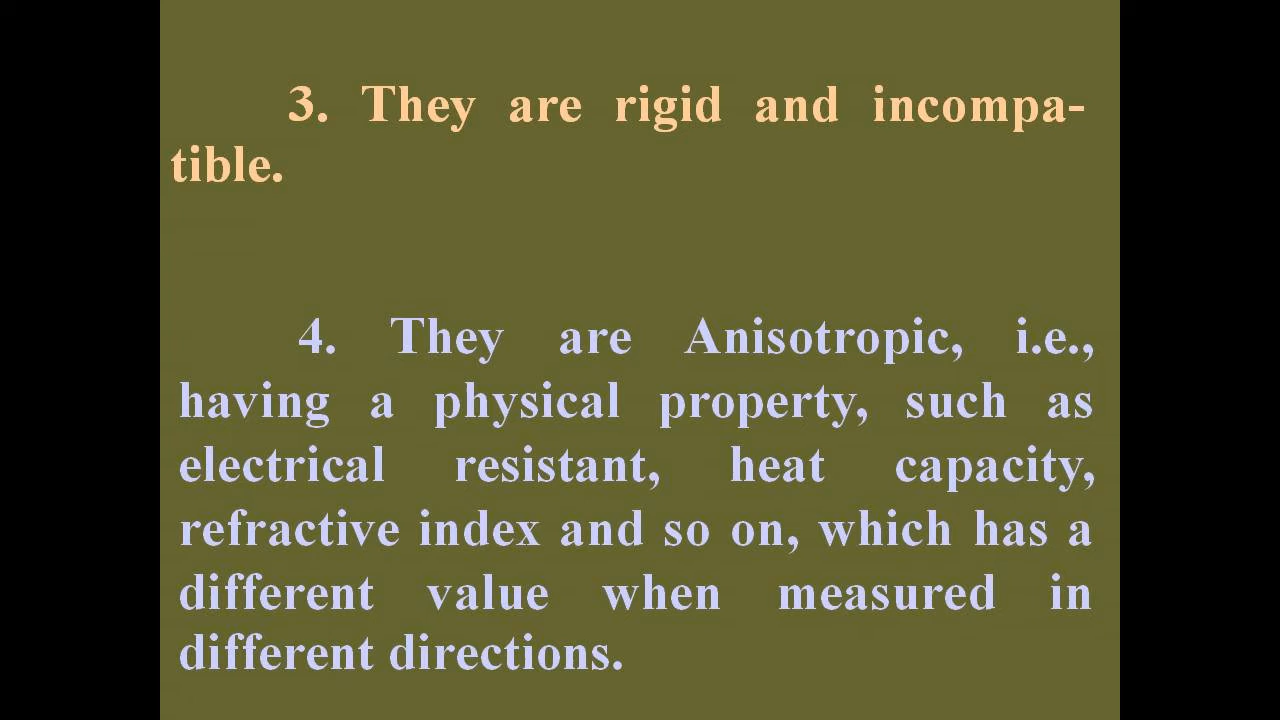 3. They are rigid and incompa-
tible.
4. They are Anisotropic, i.e.,
having a physical property, such as
electrical resistant, heat capacity,
refractive index and so on, which has a
different value when measured in
different directions.